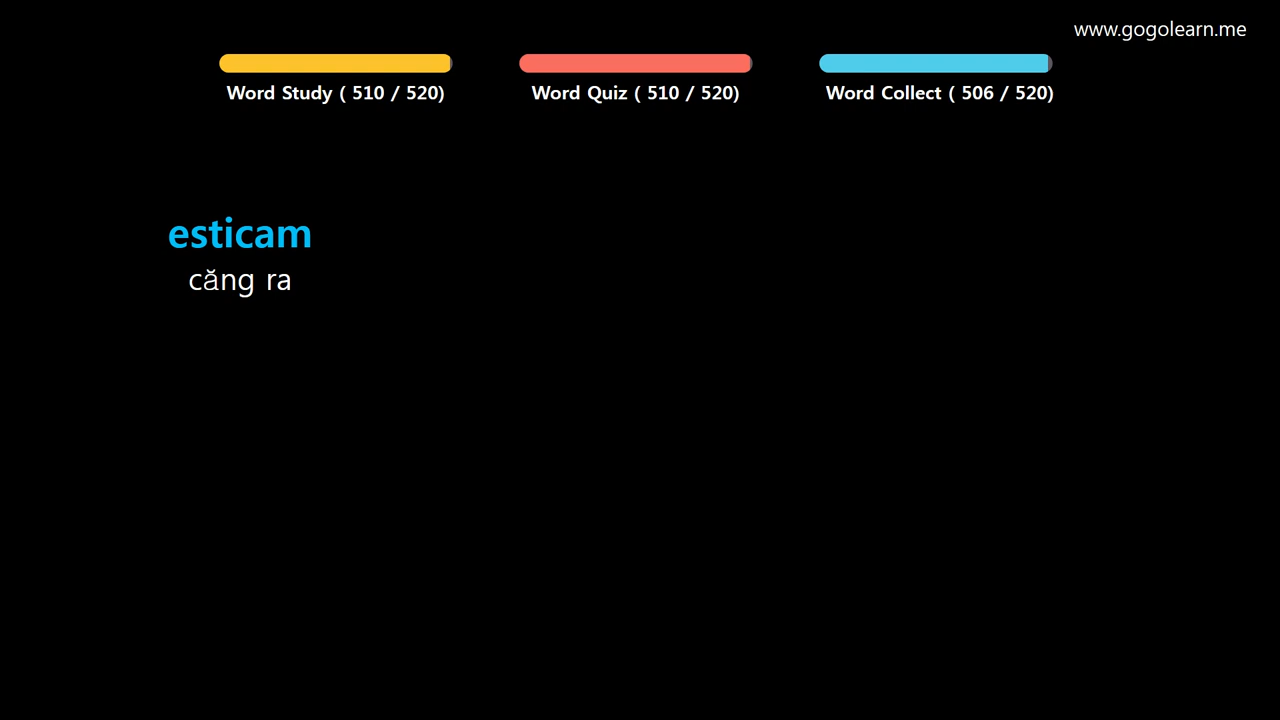 www.gogolearn.me
Word Study ( 510 / 520)
Word Quiz ( 510 / 520)
Word Collect ( 506 / 520)
esticam
căng ra